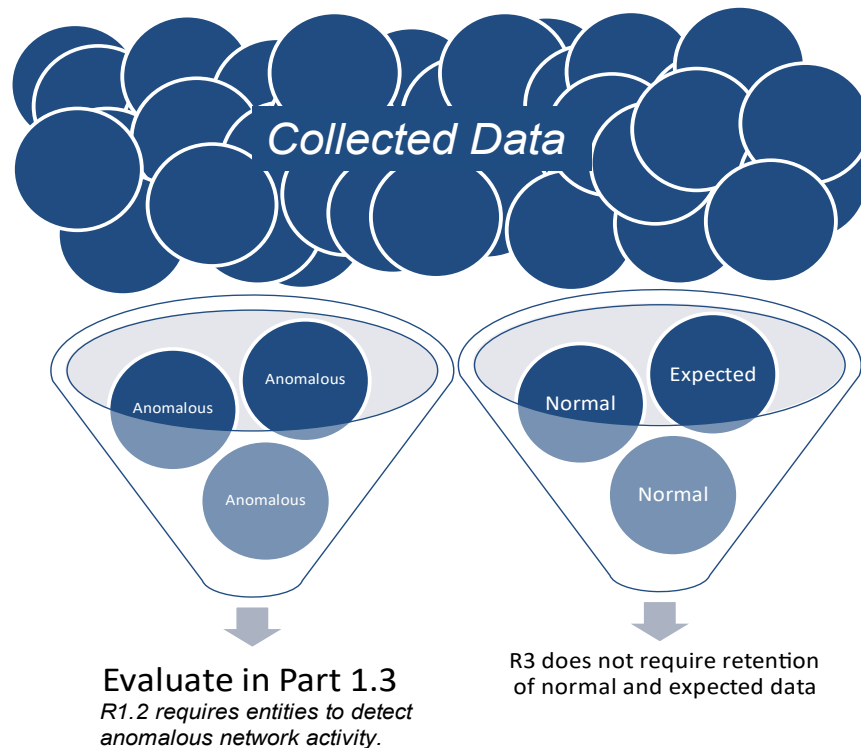 Collected Data
Anomalous
Anomalous
Anomalous
Expected
Normal
Normal
Evaluate in Part 1.3
R1.2 requires entities to detect
anomalous network activity.
R3 does not require retention
of normal and expected data